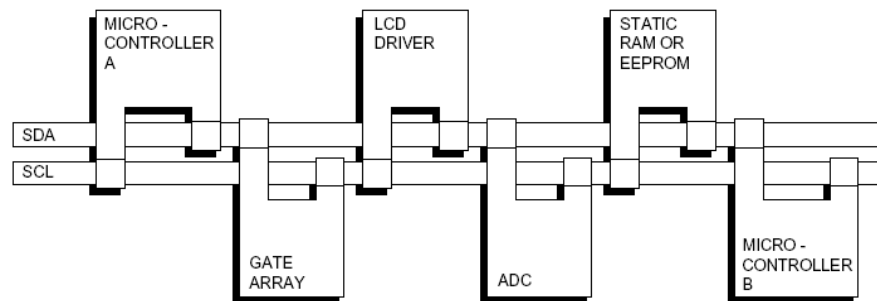 MICRO -
CONTROLLER
A
LCD
DRIVER
STATIC
RAM OR
EEPROM
SDA
SCL
GATE
ARRAY
ADC
MICRO -
CONTROLLER
B